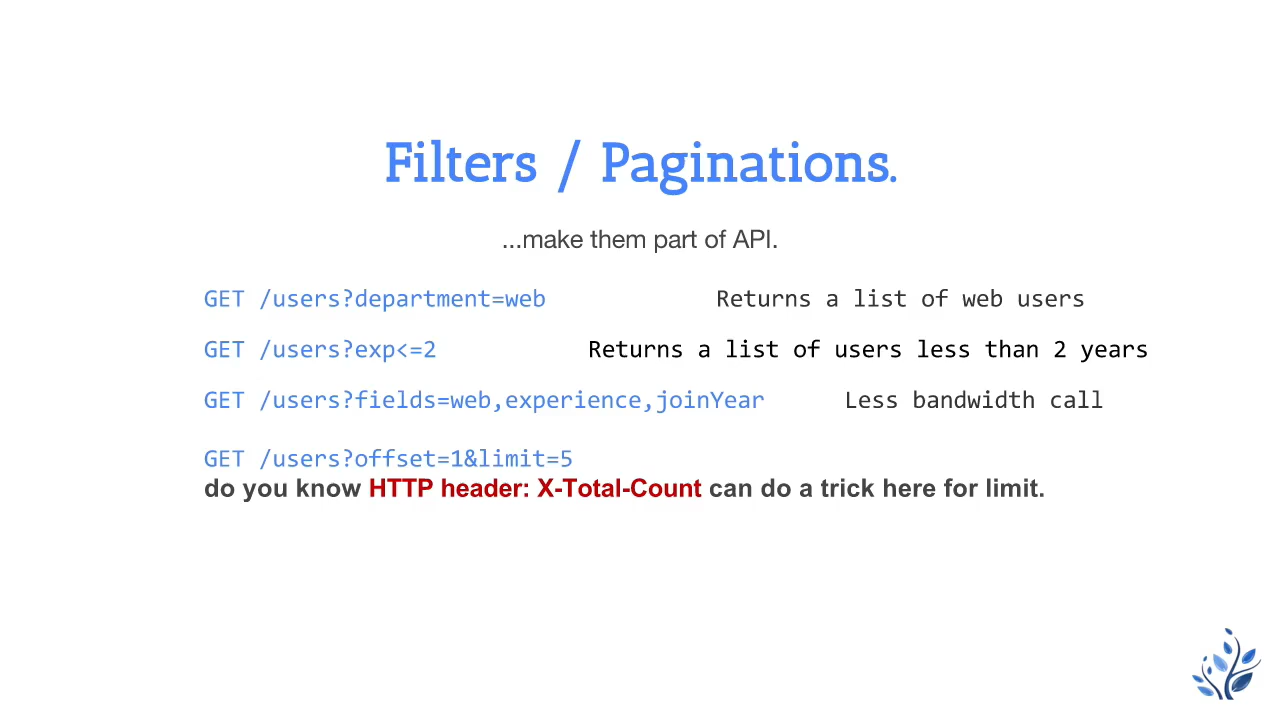 Filters / Paginations.
...make them part of API.
GET /users?department=web Returns a list of web users
GET /users?exp<=2 Returns a list of users less than 2 years
GET /users?fields=web,experience,joinYear Less bandwidth call
GET /users?offset=1&limit=5
do you know HTTP header: X-Total-Count can do a trick here for limit.